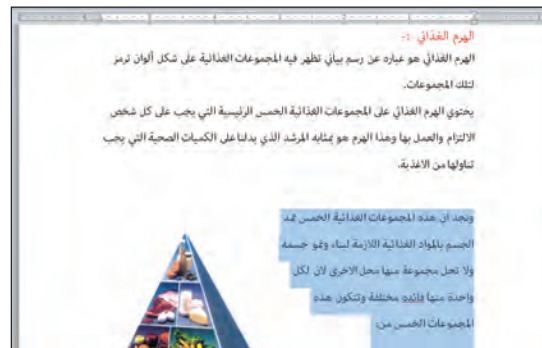 الهرم الغذائي :-
الهرم الغذائي هو عباره عن رسم بياني تظهر فيه المجموعات الغذائية على شكل ألوان ترمز
لتلك المجموعات.
يحتوي الهرم الغذائي على المجموعات الغذائية الخمس الرئيسية التي يجب على كل شخص
الالتزام والعمل بها وهذا الهرم هو بمثابه المرشد الذي يدلنا على الكميات الصحية التي يجب
تناولها من الاغذية.
ونجد ان هذه المجموعات الغذائية الخمس تمد
الجسم بالمواد الغذائية اللازمة لبناء ونمو جسمه
ولا تحل مجموعة منها محل الاخرى لان لكل
واحدة منها فائده مختلفة وتتكون هذه
المجموعات الخمس من: